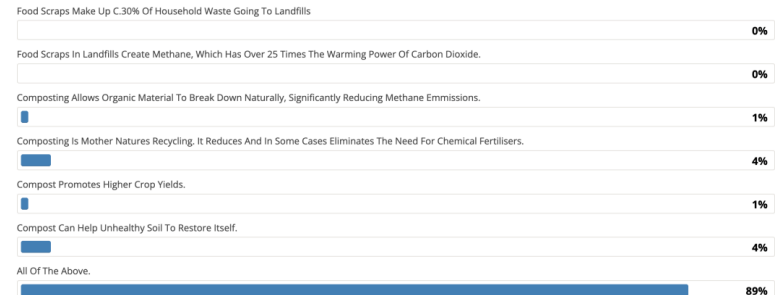 Food Scraps Make Up C.30% Of Household Waste Going To Landfills
0%
Food Scraps In Landfills Create Methane, Which Has Over 25 Times The Warming Power Of Carbon Dioxide.
0%
Composting Allows Organic Material To Break Down Naturally, Significantly Reducing Methane Emmissions.
1%
Composting Is Mother Natures Recycling. It Reduces And In Some Cases Eliminates The Need For Chemical Fertilisers.
4%
Compost Promotes Higher Crop Yields.
1%
Compost Can Help Unhealthy Soil To Restore Itself.
4%
All Of The Above.
89%